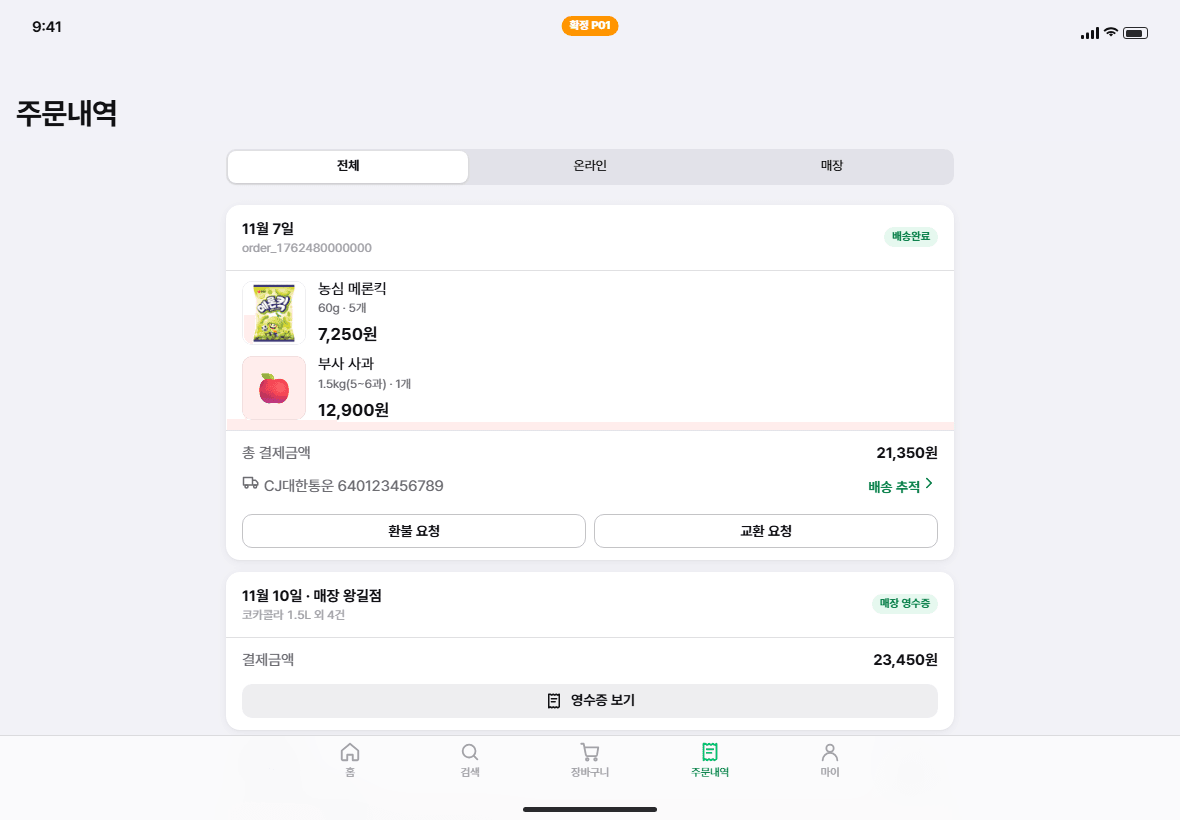 9:41
확정 P01
주문내역
전체
온라인
매장
11월 7일
order_1762480000000
배송완료
메론킥
농심 메론킥
60g · 5개
7,250원
부사 사과
1.5kg(5~6과) · 1개
12,900원
총 결제금액
21,350원
CJ대한통운 640123456789
배송 추적
환불 요청
교환 요청
11월 10일 · 매장 왕길점
코카콜라 1.5L 외 4건
매장 영수증
결제금액
23,450원
영수증 보기
홈
검색
장바구니
주문내역
마이